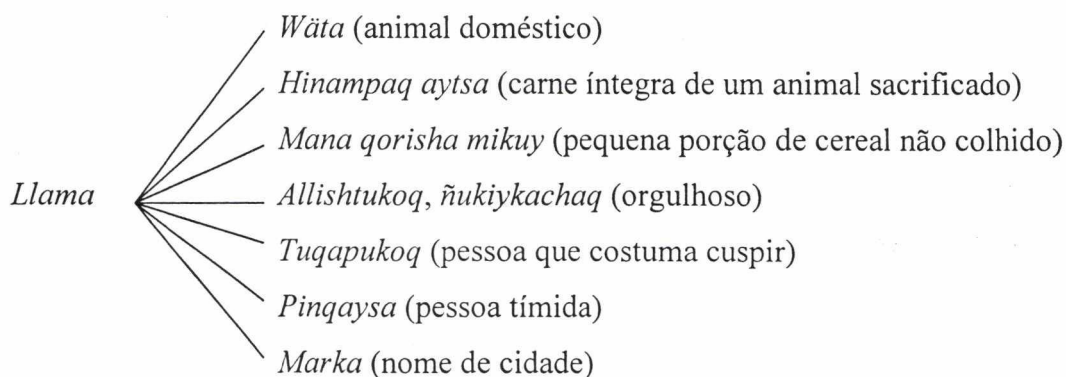 Wäta (animal doméstico)
Hinampaq aytsa (carne íntegra de um animal sacrificado)
Mana qorisha mikuy (pequena porção de cereal não colhido)
Llama Allishtukoq, ñukiykachaq (orgulhoso)
Tuqapukoq (pessoa que costuma cuspir)
Pinqaysa (pessoa tímida)
Marka (nome de cidade)